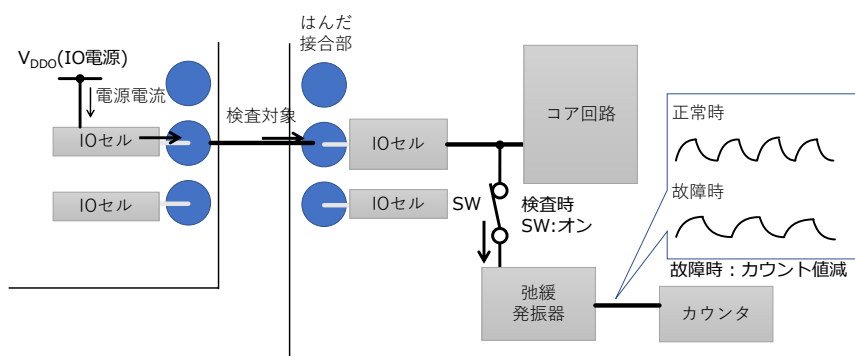 はんだ
接合部
V_DDO(IO電源)
電源電流
検査対象
IOセル
IOセル
IOセル
IOセル
コア回路
SW
検査時
SW:オン
弛緩
発振器
カウンタ
正常時
故障時
故障時：カウント値減